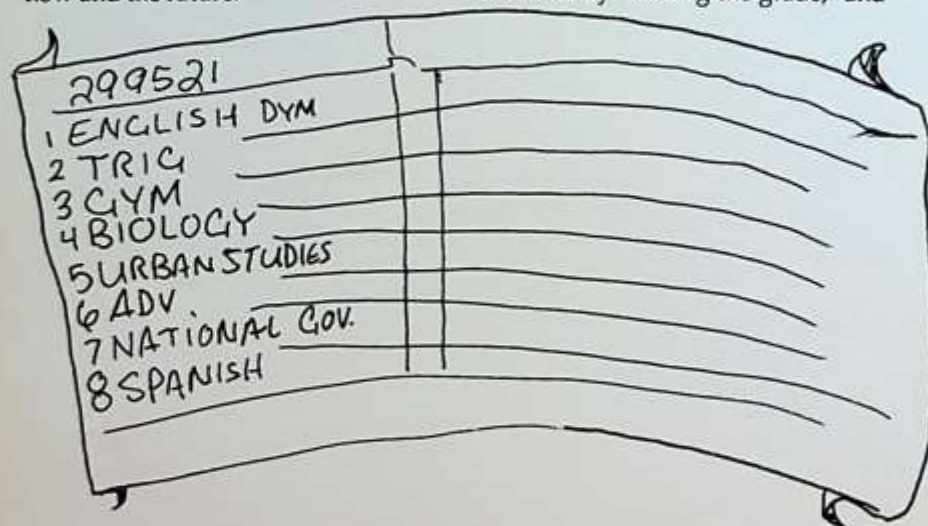 299521
1 ENGLISH DYM
2 TRIG
3 GYM
4 BIOLOGY
5 URBAN STUDIES
6 ADV
7 NATIONAL GOV.
8 SPANISH